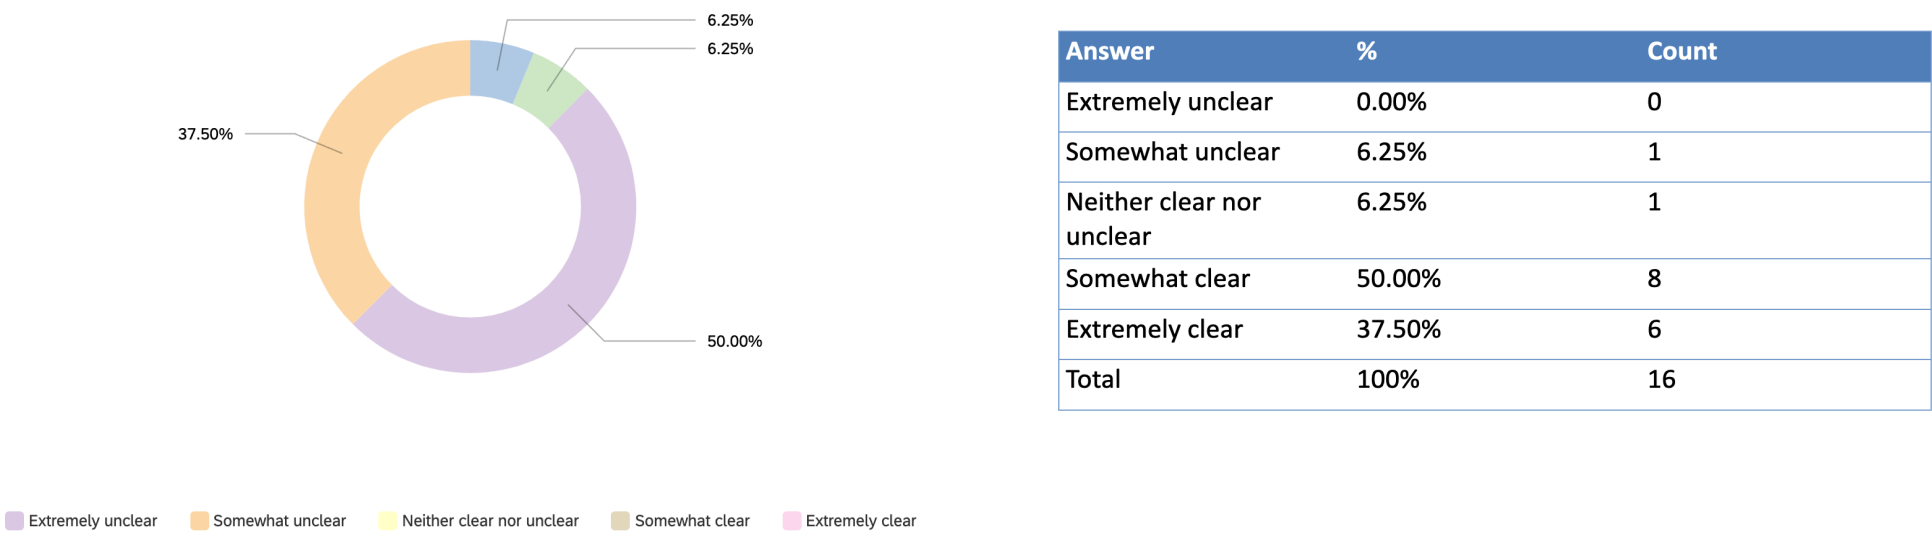 6.25%
6.25%
37.50%
50.00%
Extremely unclear Somewhat unclear Neither clear nor unclear Somewhat clear Extremely clear
Answer % Count
Extremely unclear 0.00% 0
Somewhat unclear 6.25% 1
Neither clear nor 6.25% 1
unclear
Somewhat clear 50.00% 8
Extremely clear 37.50% 6
Total 100% 16